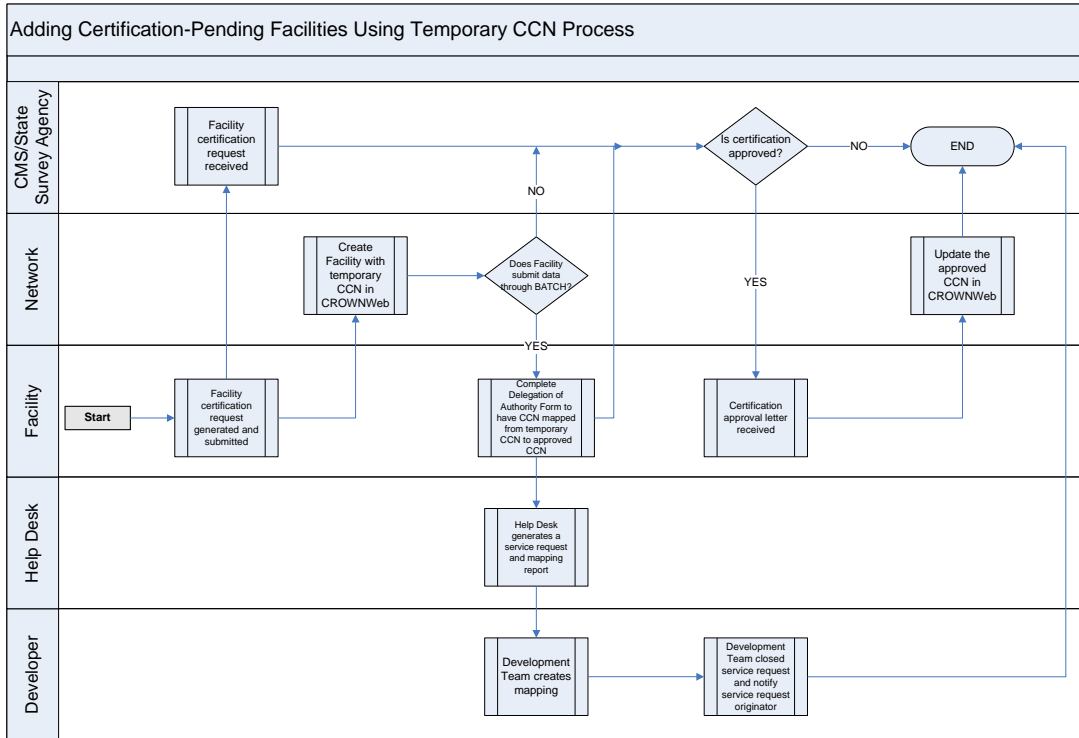 Adding Certification-Pending Facilities Using Temporary CCN Process
CMS/State
Survey Agency
Facility
certification
request
received
Is certification
approved?
NO
END
NO
Network
Create
Facility with
temporary
CCN in
CROWNWeb
Does Facility
submit data
through BATCH?
YES
YES
Update the
approved
CCN in
CROWNWeb
Facility
Start
Facility
certification
request
generated and
submitted
Complete
Delegation of
Authority Form to
have CCN mapped
from temporary
CCN to approved
CCN
Certification
approval letter
received
Help Desk
Help Desk
generates a
service request
and mapping
report
Developer
Development
Team creates
mapping
Development
Team closed
service request
and notify
service request
originator